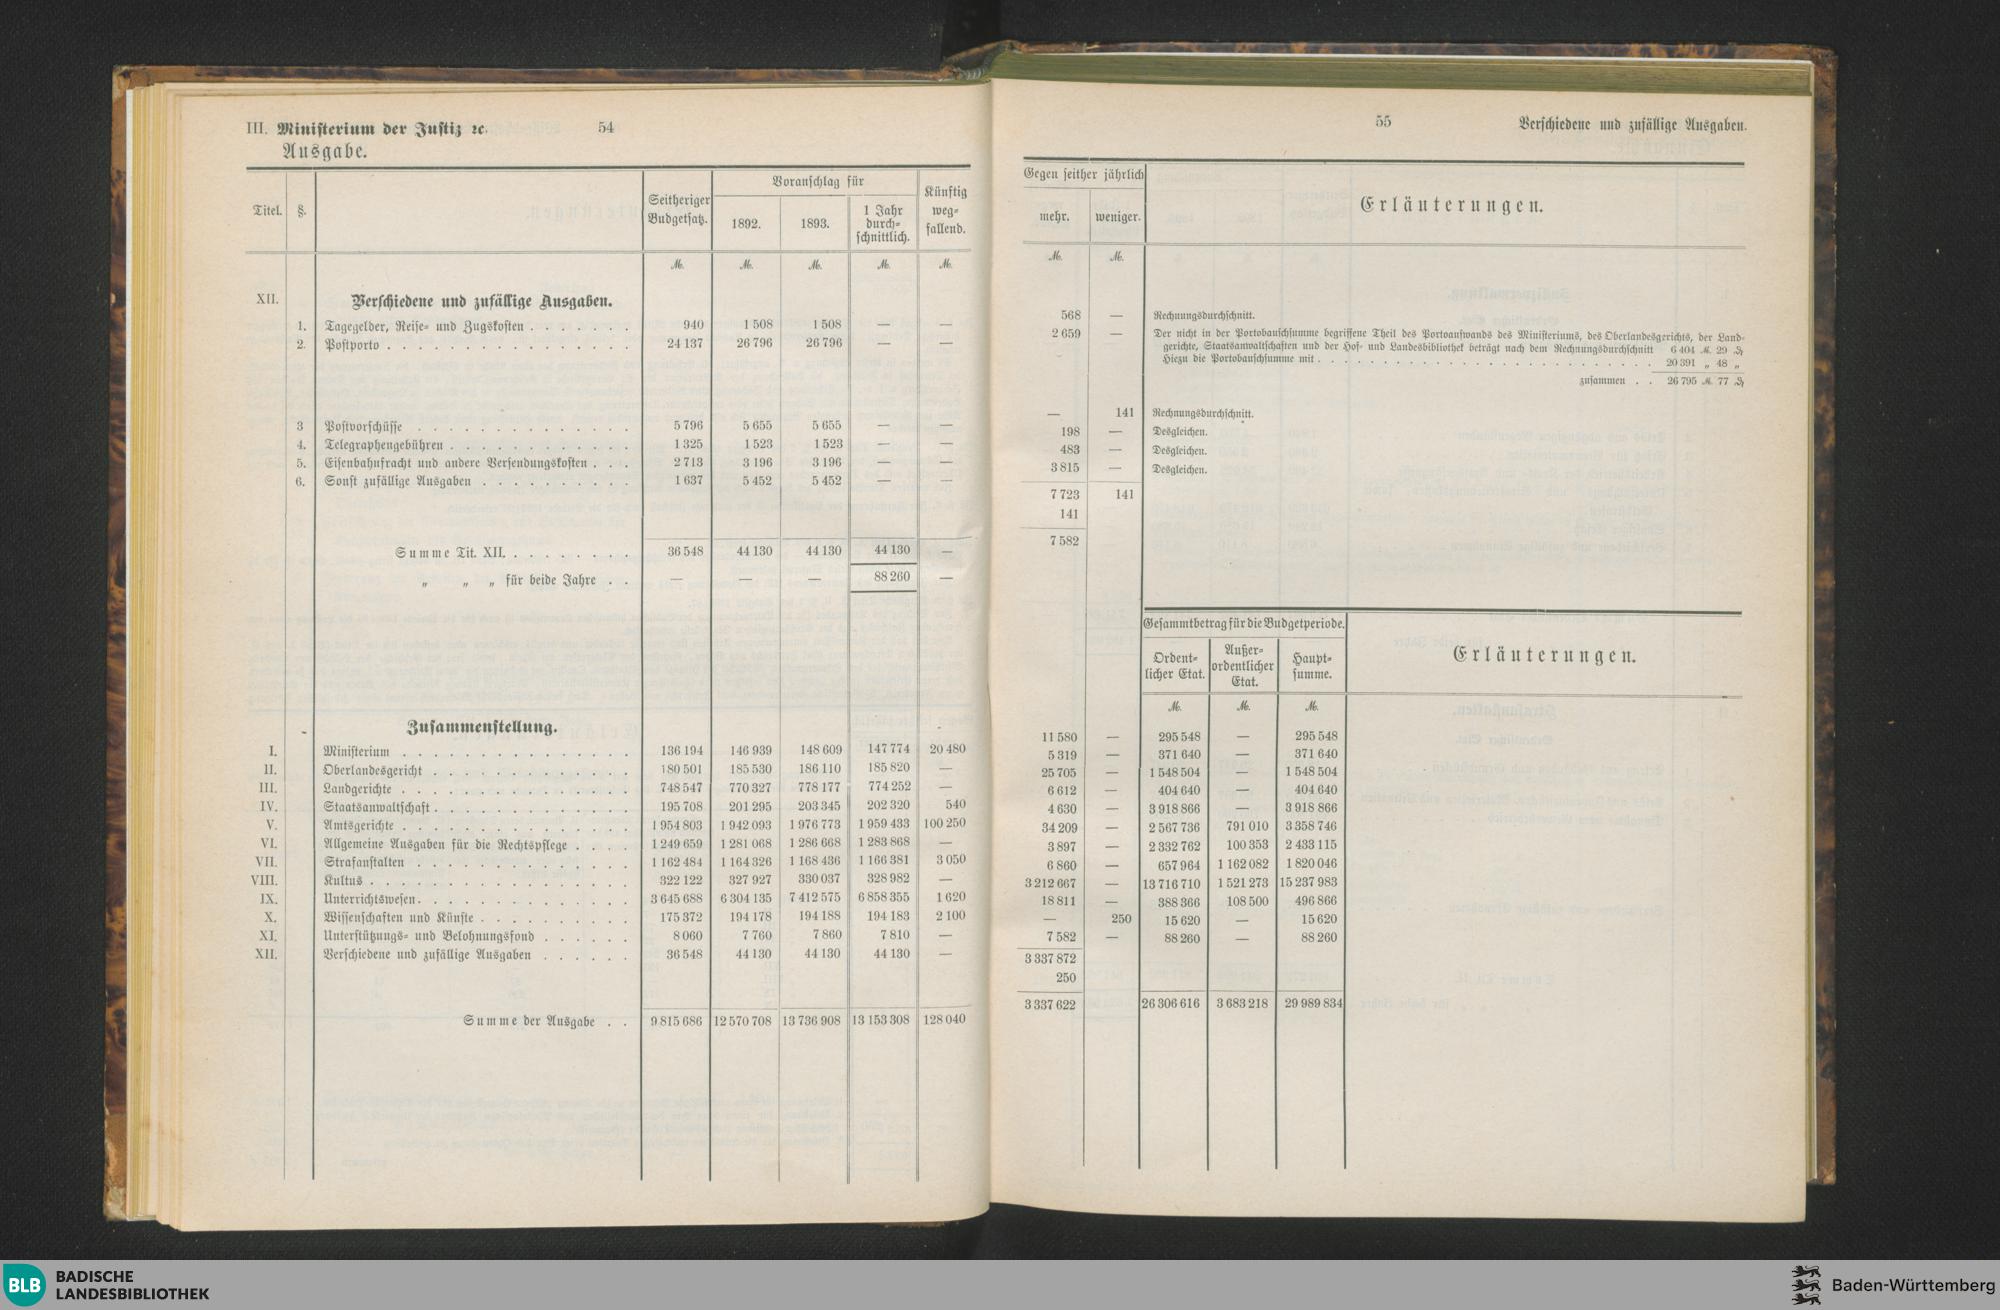 III. Ministerium der Justiz ꝛc. 54
Ausgabe.
Titel. §. Seitheriger Budgetsatz. Voranschlag für 1892. 1893. 1 Jahr durch-schnittlich. Künftig weg-fallend.
M. M. M. M. M.
XII. Verschiedene und zufällige Ausgaben.
1. Tagegelder, Reise- und Zugskosten . . . . . . . 940 1 508 1 508 — —
2. Postporto . . . . . . . . . . . . . . . . 24 137 26 796 26 796 — —
3 Postvorschüsse . . . . . . . . . . . . . . 5 796 5 655 5 655 — —
4. Telegraphengebühren . . . . . . . . . . . . 1 325 1 523 1 523 — —
5. Eisenbahnfracht und andere Versendungskosten . . . 2 713 3 196 3 196 — —
6. Sonst zufällige Ausgaben . . . . . . . . . . 1 637 5 452 5 452 — —
Summe Tit. XII. . . . . . . . . 36 548 44 130 44 130 44 130 —
„ „ „ für beide Jahre . . — — — 88 260 —
Zusammenstellung.
I. Ministerium . . . . . . . . . . . . . . . 136 194 146 939 148 609 147 774 20 480
II. Oberlandesgericht . . . . . . . . . . . . . 180 501 185 530 186 110 185 820 —
III. Landgerichte . . . . . . . . . . . . . . . 748 547 770 327 778 177 774 252 —
IV. Staatsanwaltschaft . . . . . . . . . . . . . 195 708 201 295 203 345 202 320 540
V. Amtsgerichte . . . . . . . . . . . . . . . 1 954 803 1 942 093 1 976 773 1 959 433 100 250
VI. Allgemeine Ausgaben für die Rechtspflege . . . . 1 249 659 1 281 068 1 286 668 1 283 868 —
VII. Strafanstalten . . . . . . . . . . . . . . 1 162 484 1 164 326 1 168 436 1 166 381 3 050
VIII. Kultus . . . . . . . . . . . . . . . . . 322 122 327 927 330 037 328 982 —
IX. Unterrichtswesen . . . . . . . . . . . . . . 3 645 688 6 304 135 7 412 575 6 858 355 1 620
X. Wissenschaften und Künste . . . . . . . . . . 175 372 194 178 194 188 194 183 2 100
XI. Unterstützungs- und Belohnungsfond . . . . . . 8 060 7 760 7 860 7 810 —
XII. Verschiedene und zufällige Ausgaben . . . . . . 36 548 44 130 44 130 44 130 —
Summe der Ausgabe . . 9 815 686 12 570 708 13 736 908 13 153 308 128 040
55 Verschiedene und zufällige Ausgaben.
Gegen seither jährlich
mehr. weniger. Erläuterungen.
M. M.
568 — Rechnungsdurchschnitt.
2 659 — Der nicht in der Portobauschsumme begriffene Theil des Portoaufwands des Ministeriums, des Oberlandesgerichts, der Land-
gerichte, Staatsanwaltschaften und der Hof- und Landesbibliothek beträgt nach dem Rechnungsdurchschnitt 6 404 M. 29 ₰
Hiezu die Portobauschsumme mit . . . . . . . . . . . . . . . . . . . . . . . 20 391 „ 48 „
zusammen . . 26 795 M. 77 ₰
— 141 Rechnungsdurchschnitt.
198 — Desgleichen.
483 — Desgleichen.
3 815 — Desgleichen.
7 723 141
141
7 582
Gesammtbetrag für die Budgetperiode.
Ordent-licher Etat. Außer-ordentlicher Etat. Haupt-summe. Erläuterungen.
M. M. M.
11 580 — 295 548 — 295 548
5 319 — 371 640 — 371 640
25 705 — 1 548 504 — 1 548 504
6 612 — 404 640 — 404 640
4 630 — 3 918 866 — 3 918 866
34 209 — 2 567 736 791 010 3 358 746
3 897 — 2 332 762 100 353 2 433 115
6 860 — 657 964 1 162 082 1 820 046
3 212 667 — 13 716 710 1 521 273 15 237 983
18 811 — 388 366 108 500 496 866
— 250 15 620 — 15 620
7 582 — 88 260 — 88 260
3 337 872
250
3 337 622 26 306 616 3 683 218 29 989 834
BLB BADISCHE
LANDESBIBLIOTHEK
Baden-Württemberg